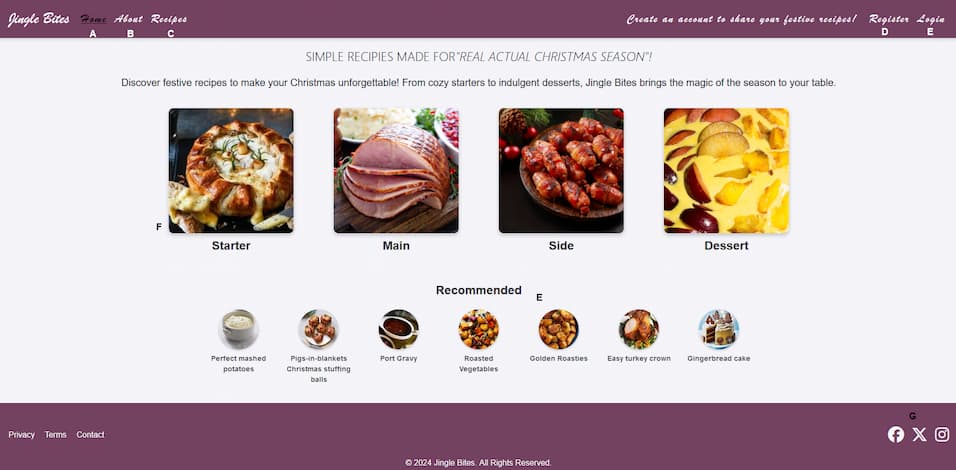 Jingle Bites Home About Recipes Create an account to share your festive recipes! Register Login
A B C D E
SIMPLE RECIPIES MADE FOR"REAL ACTUAL CHRISTMAS SEASON"!
Discover festive recipes to make your Christmas unforgettable! From cozy starters to indulgent desserts, Jingle Bites brings the magic of the season to your table.
F
Starter Main Side Dessert
Recommended
E
Perfect mashed
potatoes
Pigs-in-blankets
Christmas stuffing
balls
Port Gravy
Roasted
Vegetables
Golden Roasties
Easy turkey crown
Gingerbread cake
G
Privacy Terms Contact
© 2024 Jingle Bites. All Rights Reserved.